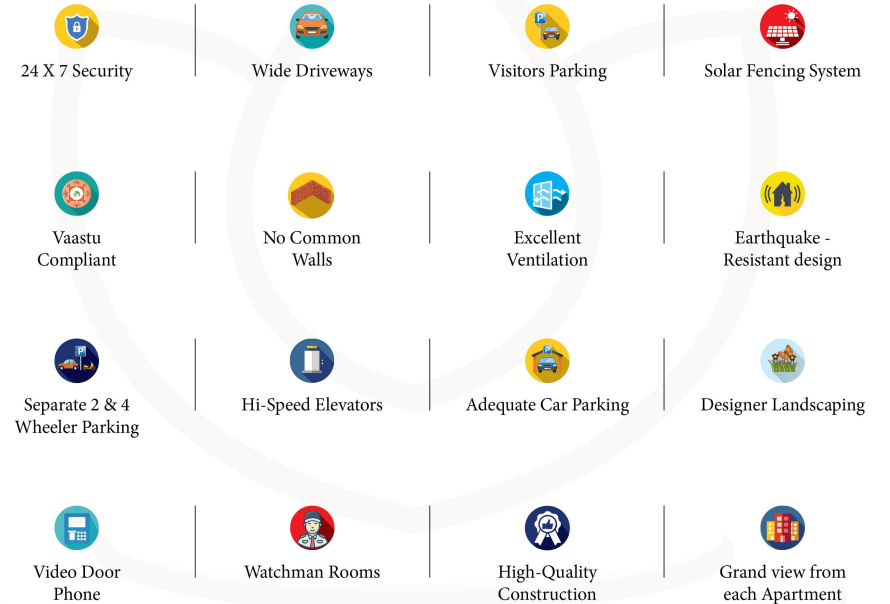 24 X 7 Security
Wide Driveways
Visitors Parking
Solar Fencing System
Vaastu
Compliant
No Common
Walls
Excellent
Ventilation
Earthquake -
Resistant design
Separate 2 & 4
Wheeler Parking
Hi-Speed Elevators
Adequate Car Parking
Designer Landscaping
Video Door
Phone
Watchman Rooms
High-Quality
Construction
Grand view from
each Apartment